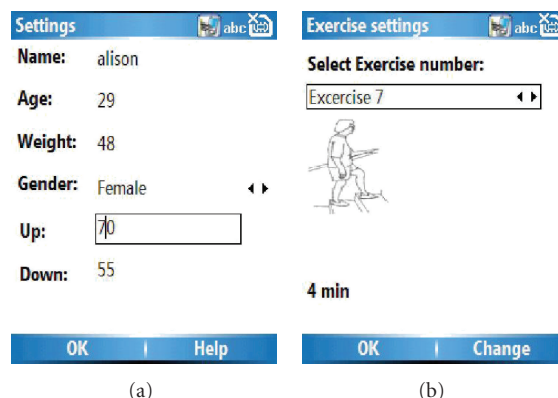 Settings abc
Name: alison
Age: 29
Weight: 48
Gender: Female
Up: 70
Down: 55
OK Help
(a)
Exercise settings abc
Select Exercise number:
Excercise 7
4 min
OK Change
(b)